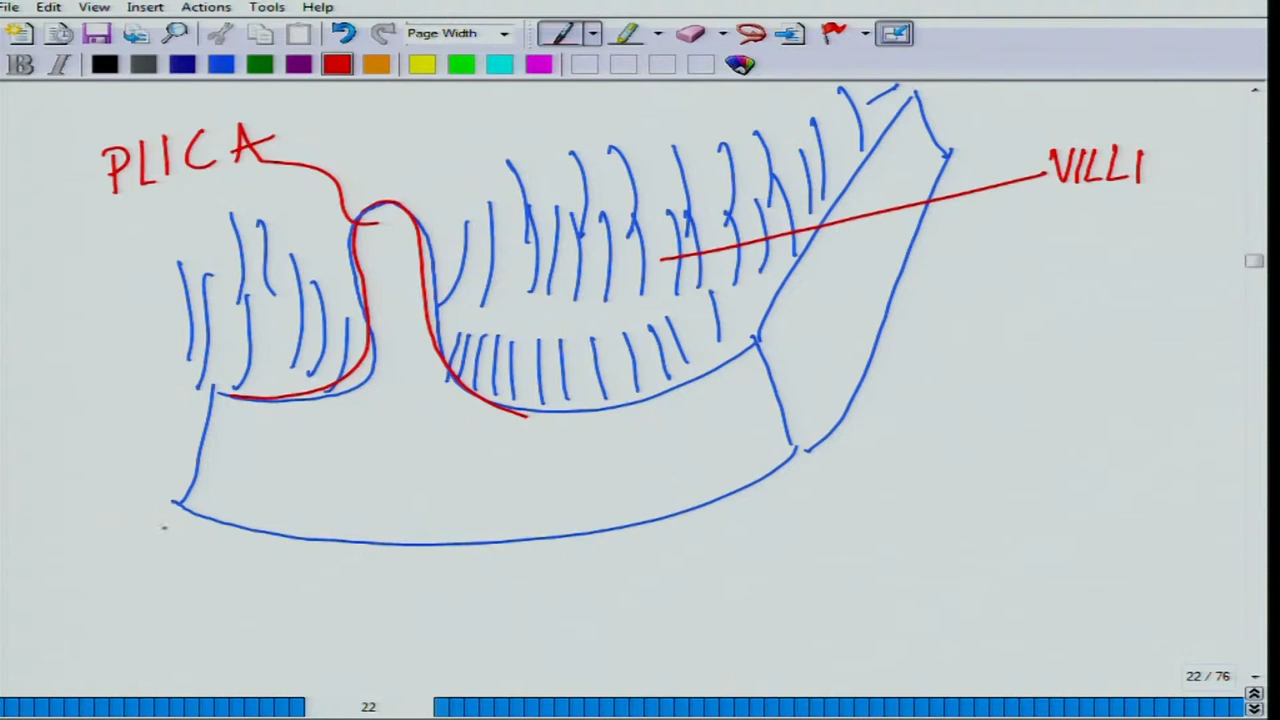 File Edit View Insert Actions Tools Help
Page Width
B I
PLICA
VILLI
22 / 76
22